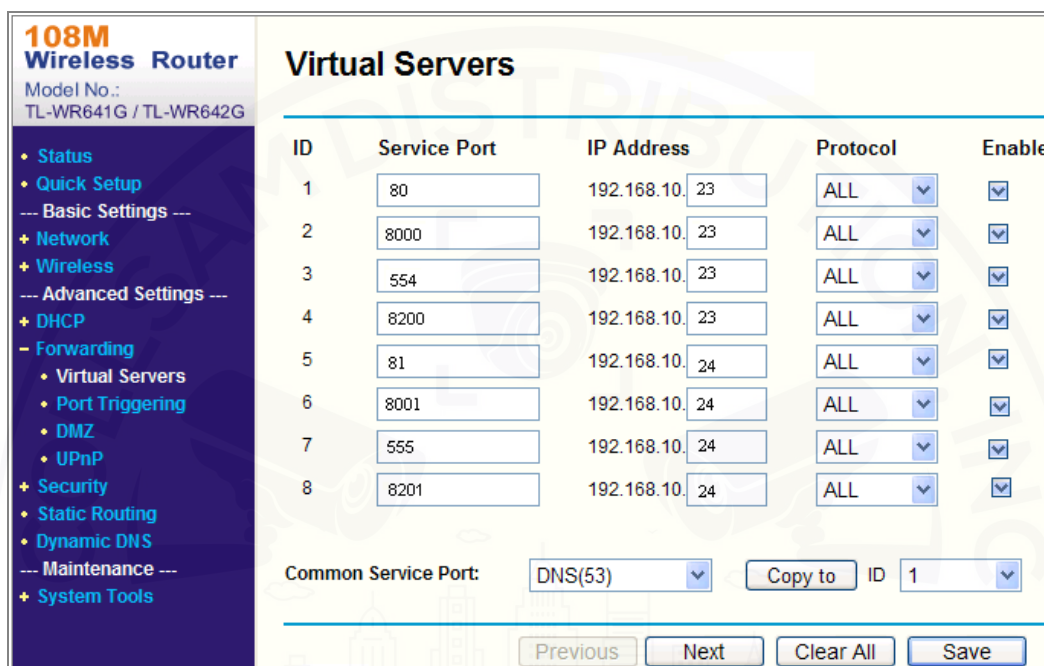 108M
Wireless Router
Model No.:
TL-WR641G / TL-WR642G
• Status
• Quick Setup
--- Basic Settings ---
+ Network
+ Wireless
--- Advanced Settings ---
+ DHCP
− Forwarding
• Virtual Servers
• Port Triggering
• DMZ
• UPnP
+ Security
• Static Routing
• Dynamic DNS
--- Maintenance ---
+ System Tools
Virtual Servers
ID Service Port IP Address Protocol Enable
1 80 192.168.10. 23 ALL
2 8000 192.168.10. 23 ALL
3 554 192.168.10. 23 ALL
4 8200 192.168.10. 23 ALL
5 81 192.168.10. 24 ALL
6 8001 192.168.10. 24 ALL
7 555 192.168.10. 24 ALL
8 8201 192.168.10. 24 ALL
Common Service Port: DNS(53) Copy to ID 1
Previous Next Clear All Save